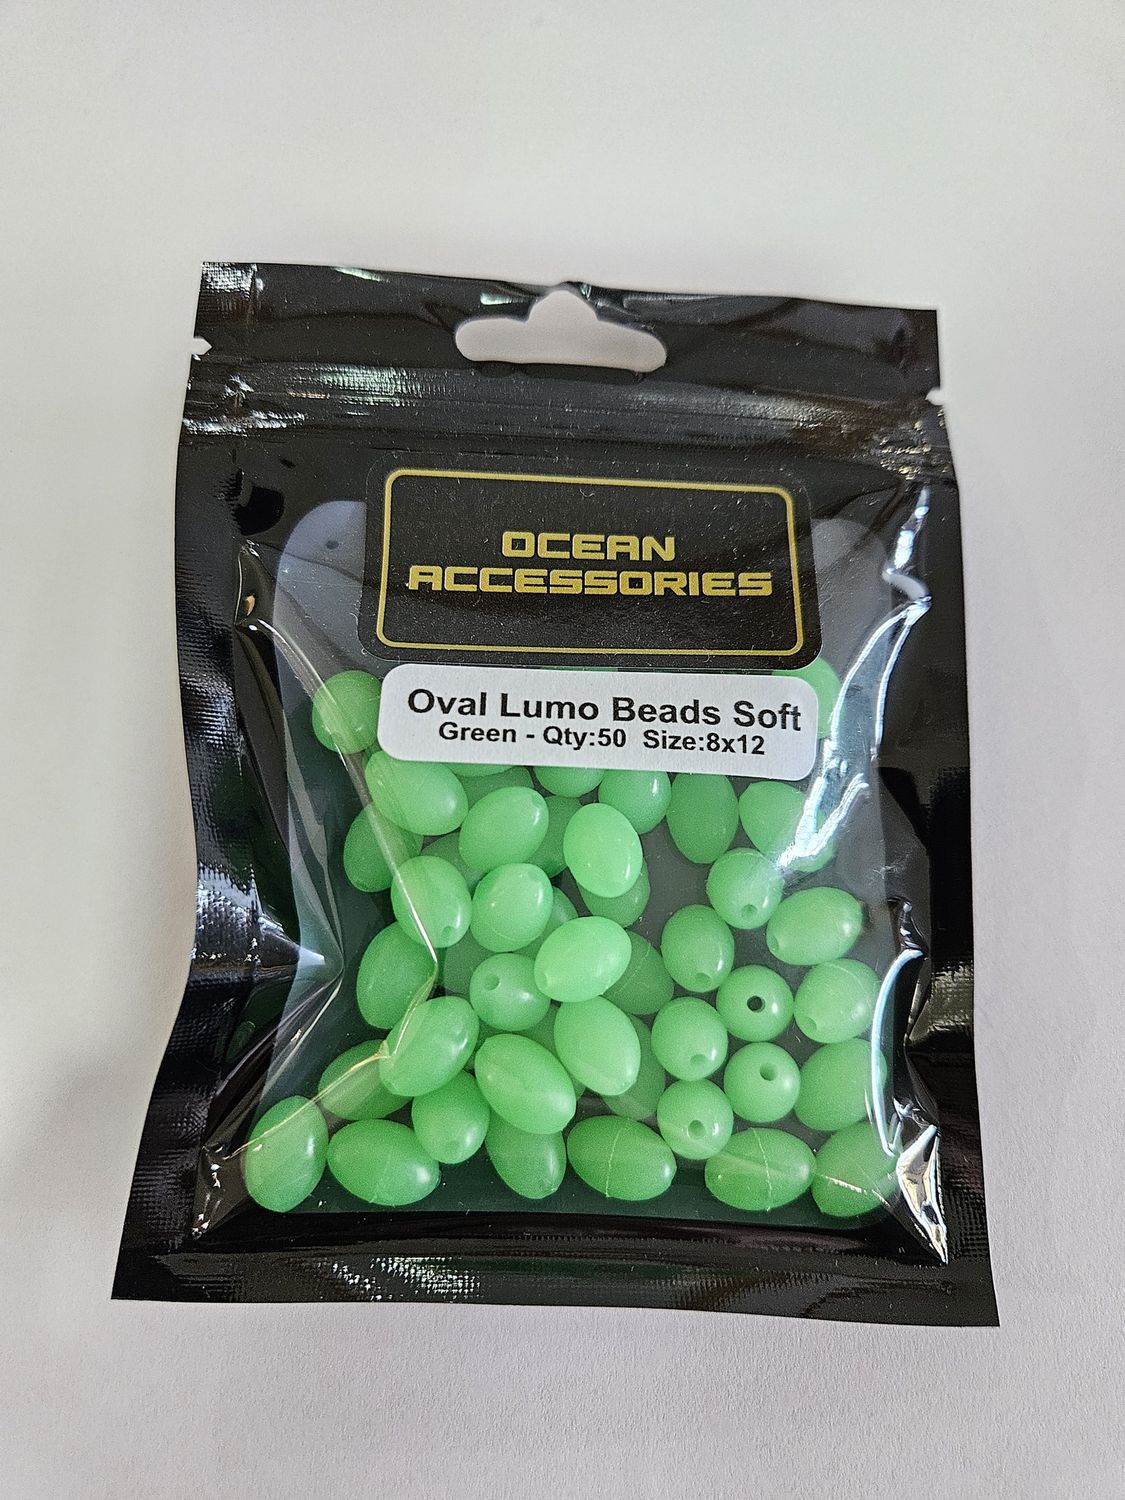 OCEAN
ACCESSORIES
Oval Lumo Beads Soft
Green - Qty:50 Size:8x12